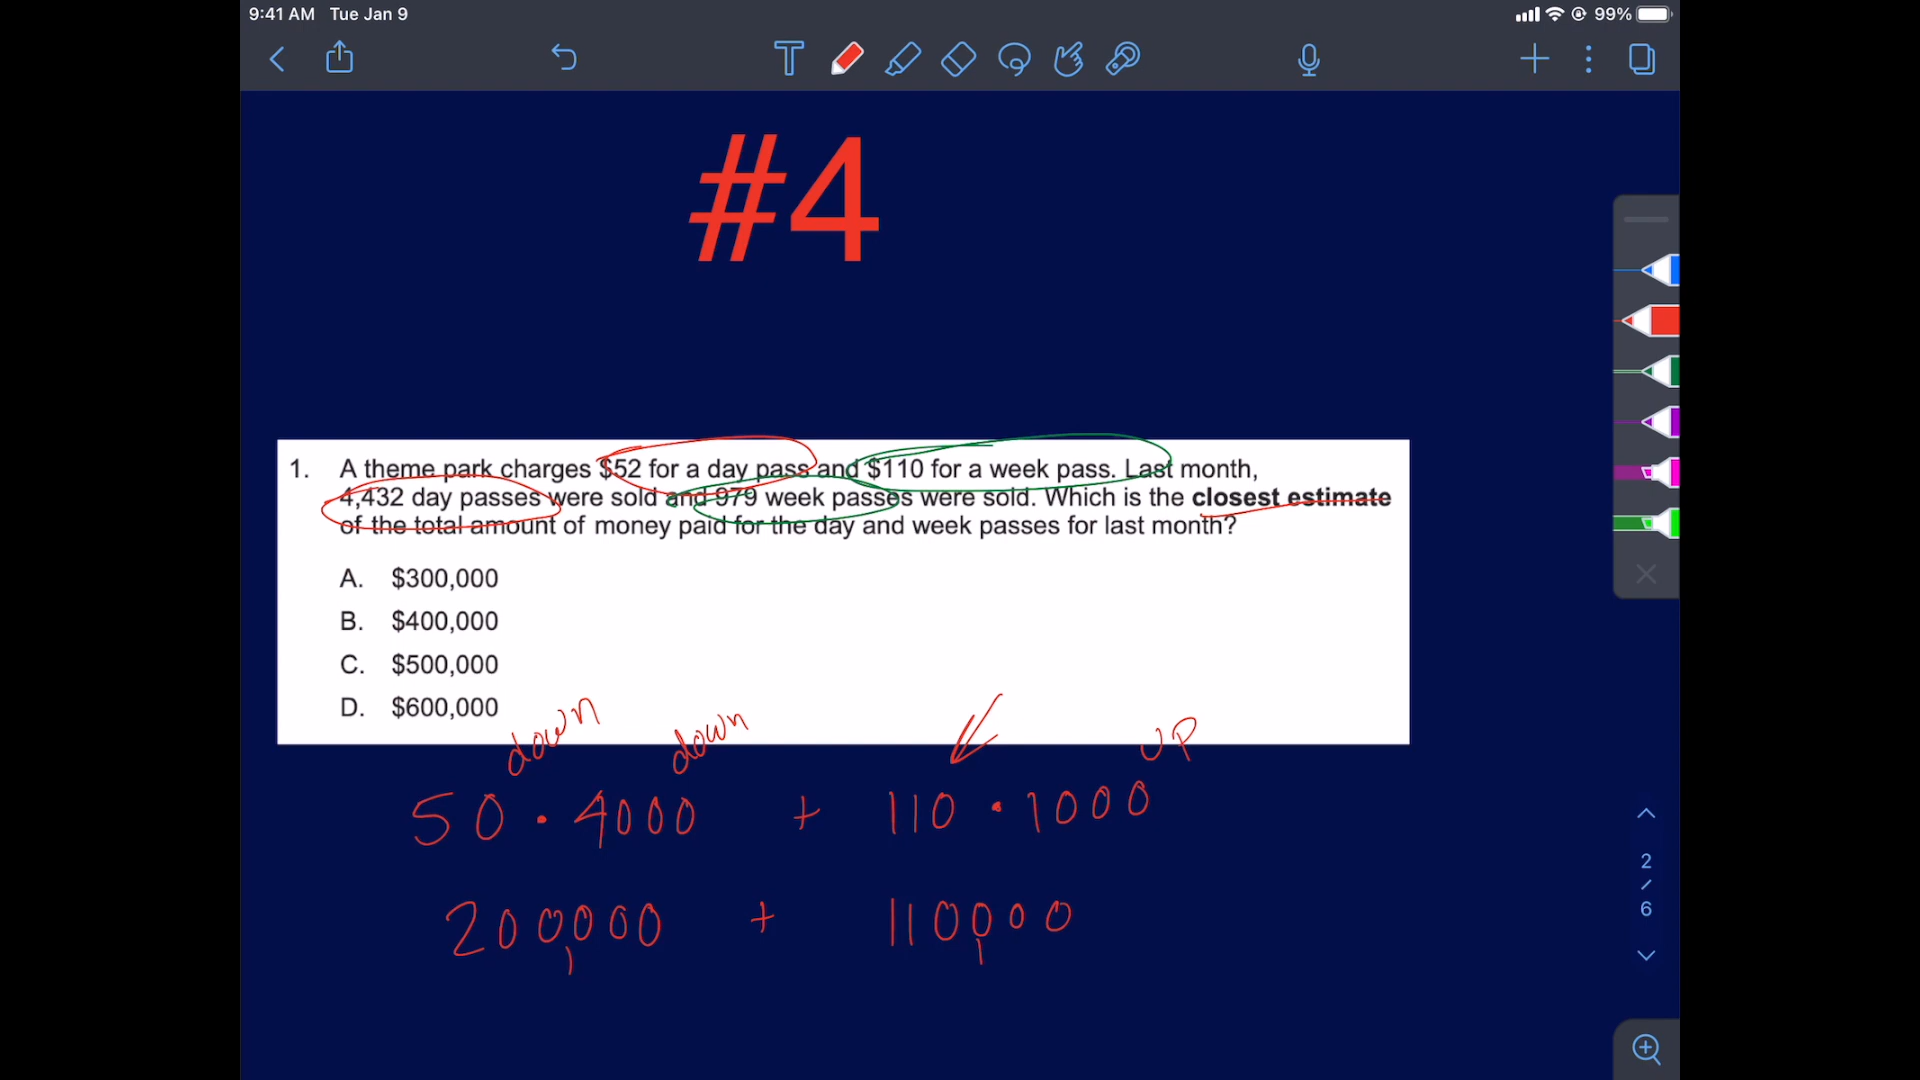 9:41 AM Tue Jan 9
99%
T
#4
1. A theme park charges $52 for a day pass and $110 for a week pass. Last month,
4,432 day passes were sold and 979 week passes were sold. Which is the closest estimate
of the total amount of money paid for the day and week passes for last month?
A. $300,000
B. $400,000
C. $500,000
D. $600,000
down down UP
50 · 4000 + 110 · 1000
200,000 + 110,000
2
/
6